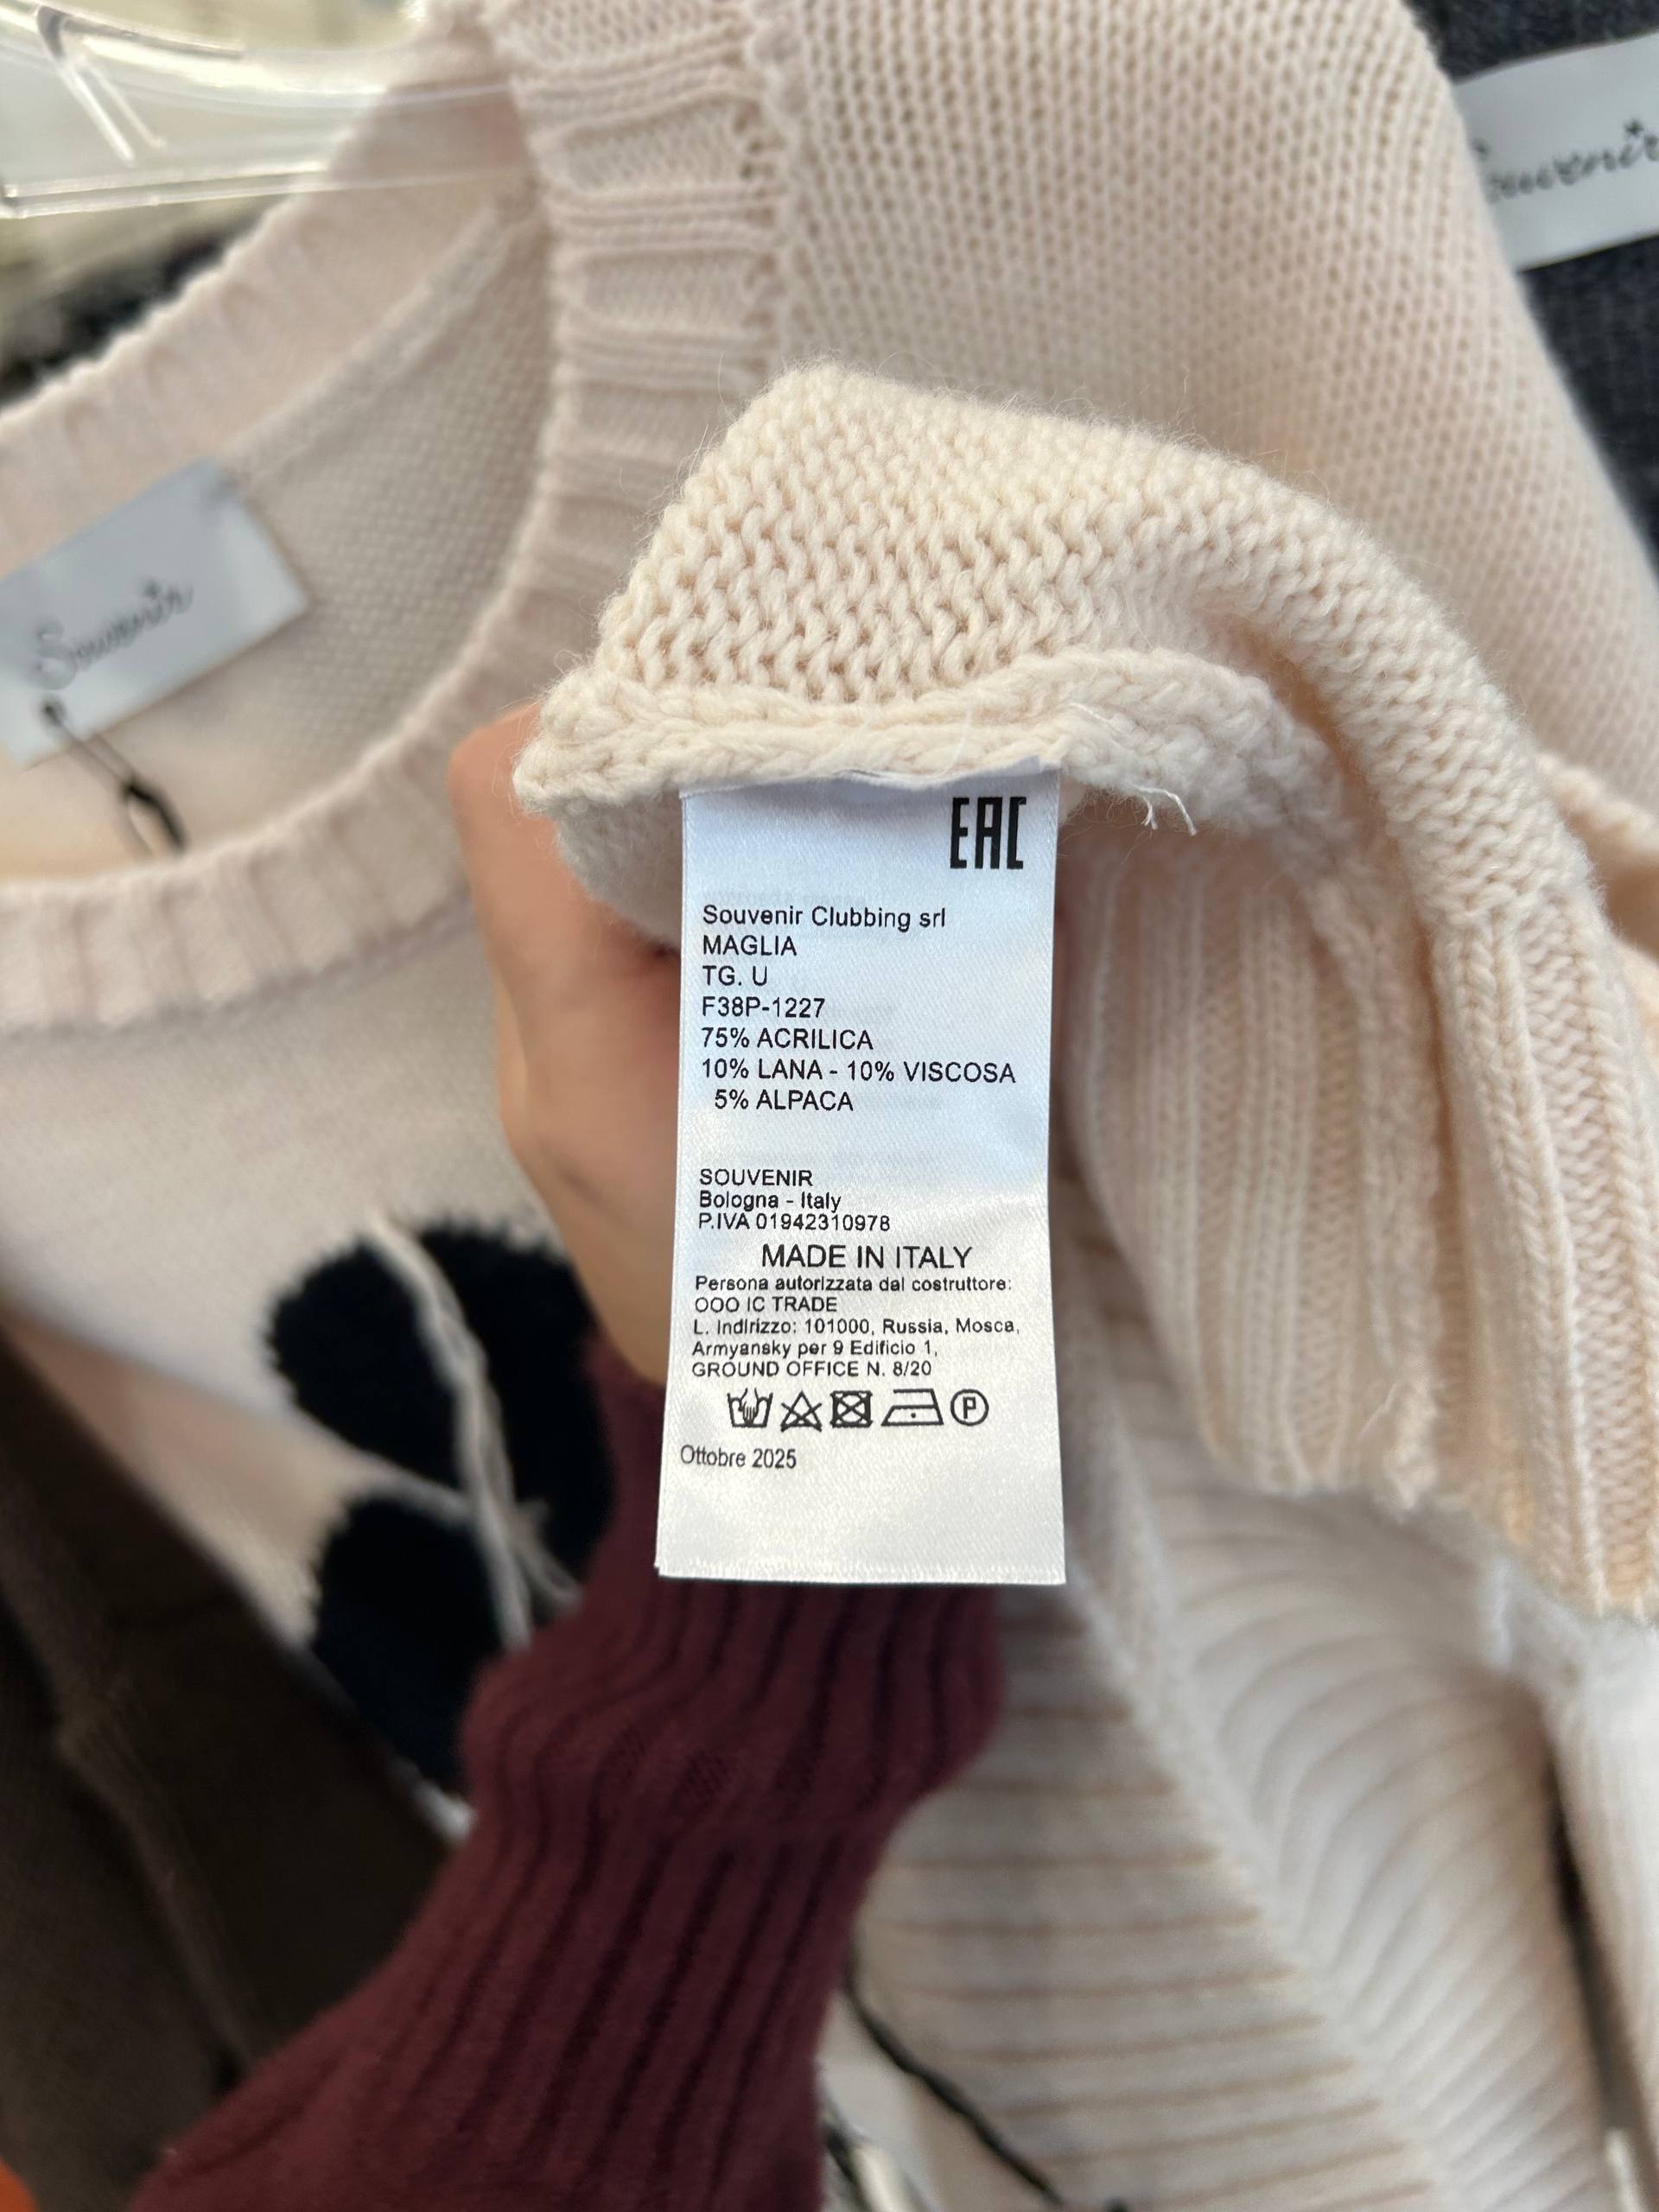 Souvenir
Souvenir
EAC
Souvenir Clubbing srl
MAGLIA
TG. U
F38P-1227
75% ACRILICA
10% LANA - 10% VISCOSA
5% ALPACA
SOUVENIR
Bologna - Italy
P.IVA 01942310978
MADE IN ITALY
Persona autorizzata dal costruttore:
OOO IC TRADE
L. Indirizzo: 101000, Russia, Mosca,
Armyansky per 9 Edificio 1,
GROUND OFFICE N. 8/20
P
Ottobre 2025